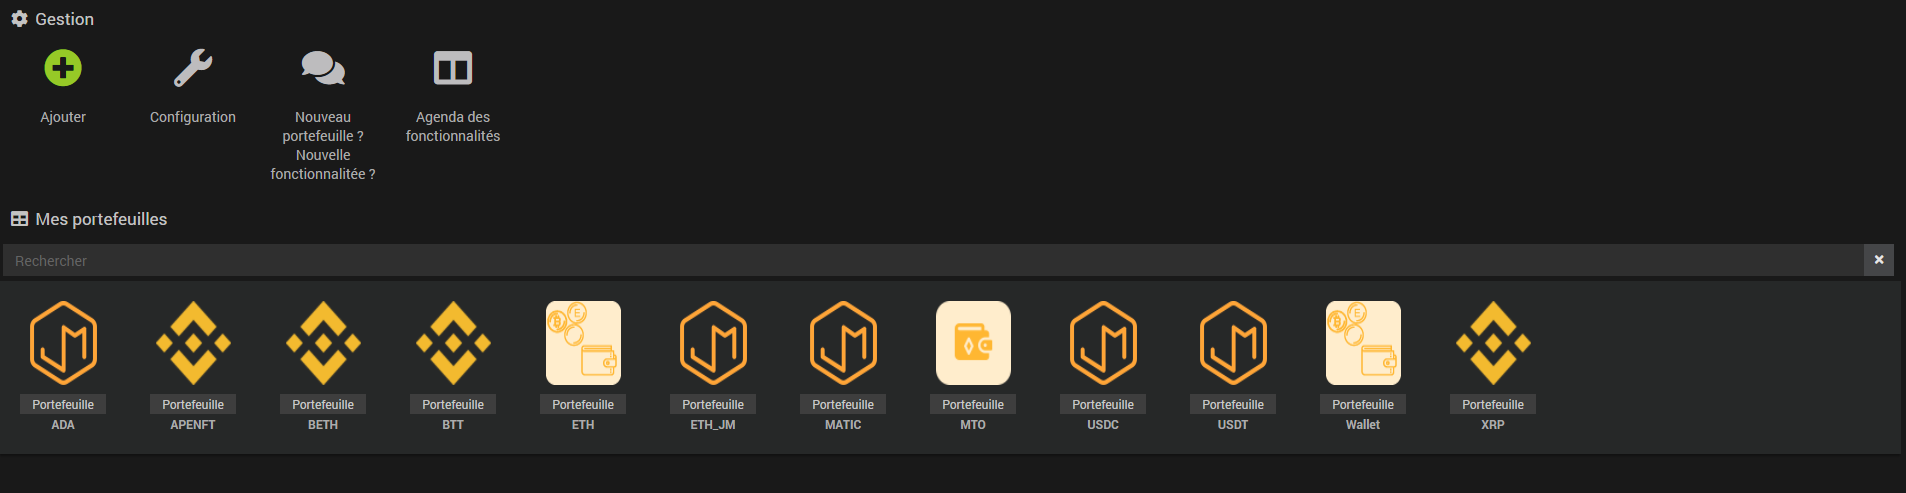 Gestion
Ajouter
Configuration
Nouveau
portefeuille ?
Nouvelle
fonctionnalitée ?
Agenda des
fonctionnalités
Mes portefeuilles
Rechercher
Portefeuille
ADA
Portefeuille
APENFT
Portefeuille
BETH
Portefeuille
BTT
Portefeuille
ETH
Portefeuille
ETH_JM
Portefeuille
MATIC
Portefeuille
MTO
Portefeuille
USDC
Portefeuille
USDT
Portefeuille
Wallet
Portefeuille
XRP